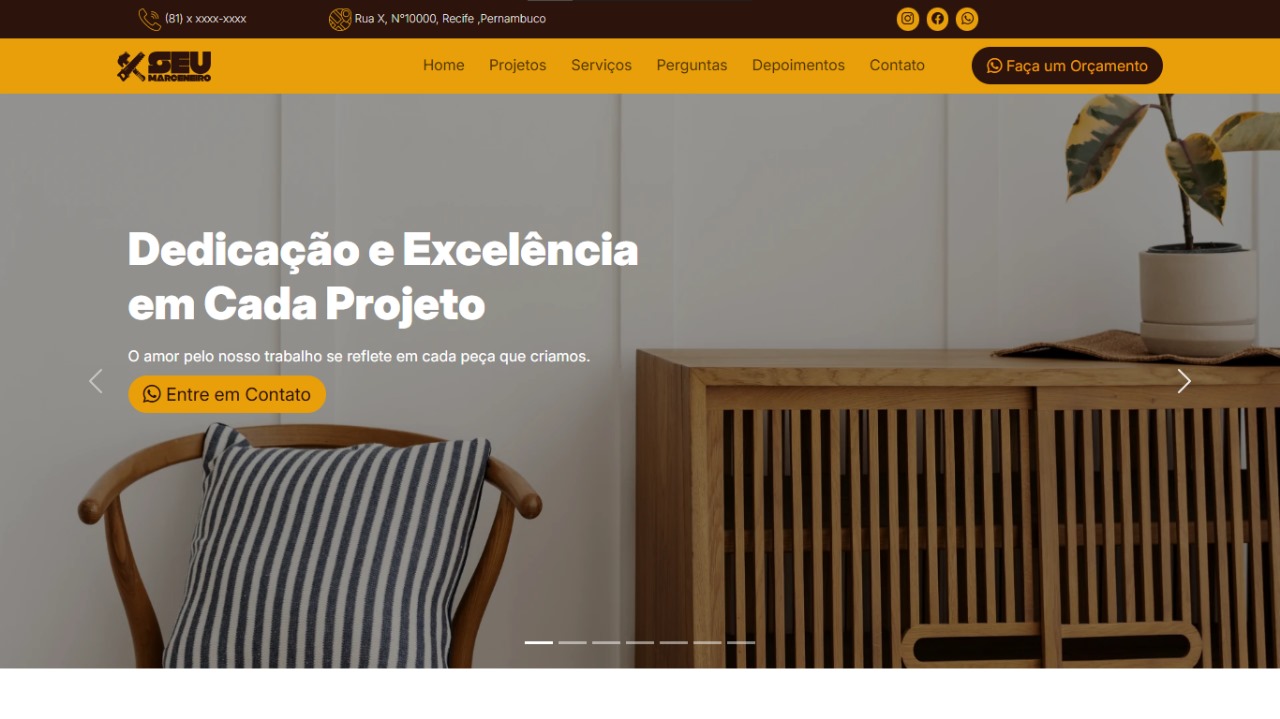 (81) x xxxx-xxxx
Rua X, N°10000, Recife ,Pernambuco
SEU
MARCENEIRO
Home
Projetos
Serviços
Perguntas
Depoimentos
Contato
Faça um Orçamento
Dedicação e Excelência
em Cada Projeto
O amor pelo nosso trabalho se reflete em cada peça que criamos.
Entre em Contato